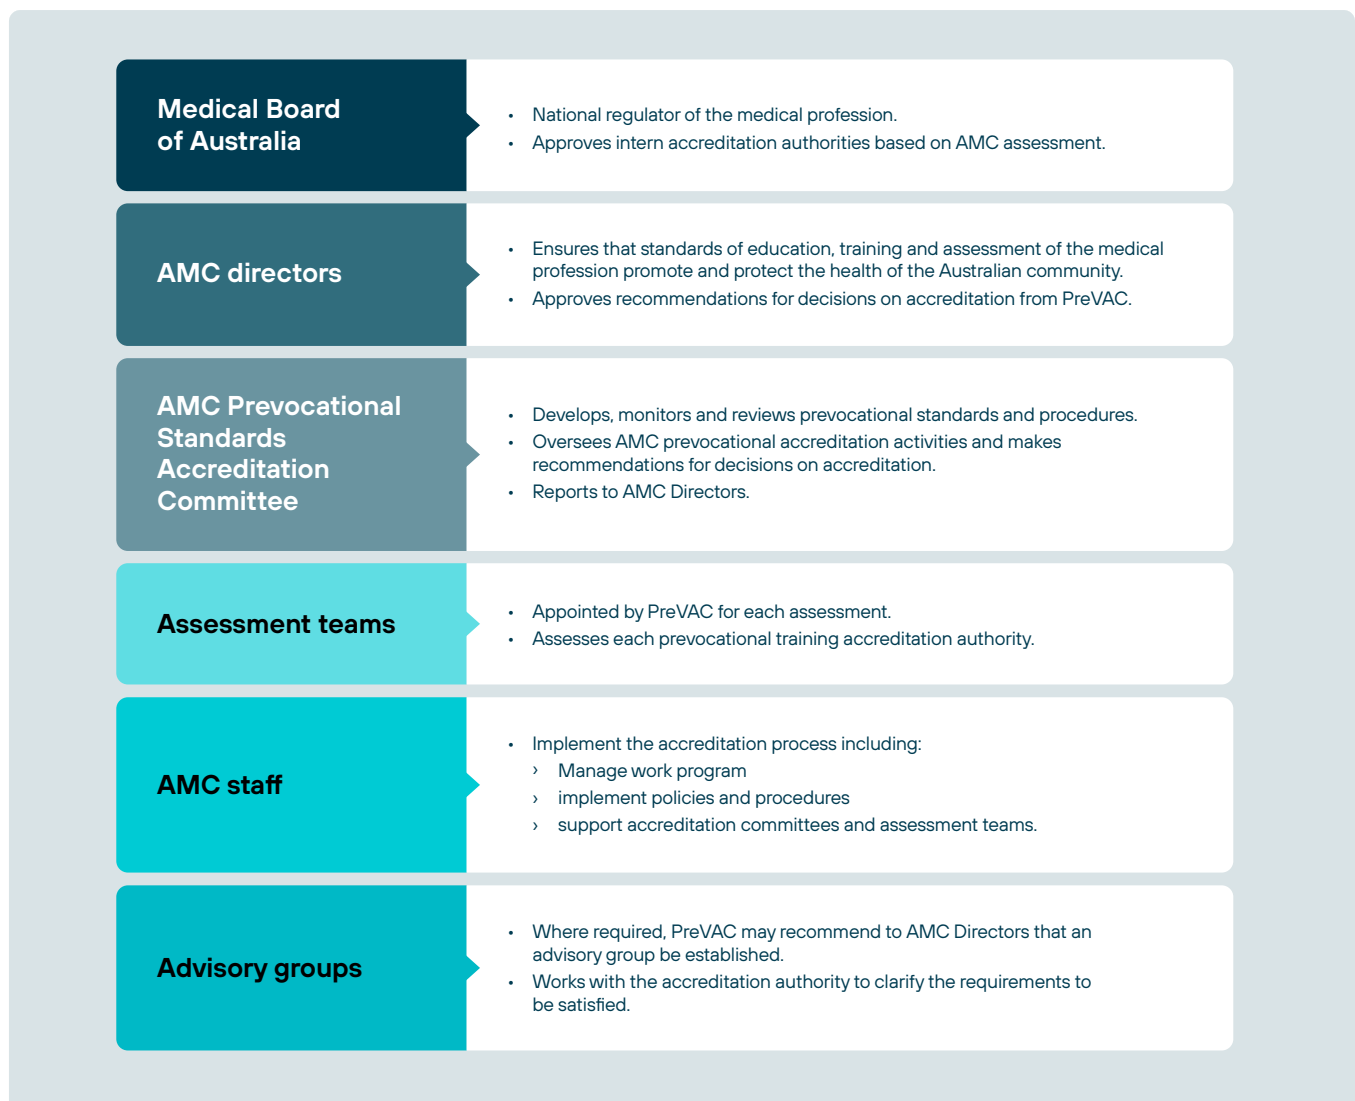 Medical Board
of Australia
• National regulator of the medical profession.
• Approves intern accreditation authorities based on AMC assessment.
AMC directors
• Ensures that standards of education, training and assessment of the medical
profession promote and protect the health of the Australian community.
• Approves recommendations for decisions on accreditation from PreVAC.
AMC Prevocational
Standards
Accreditation
Committee
• Develops, monitors and reviews prevocational standards and procedures.
• Oversees AMC prevocational accreditation activities and makes
recommendations for decisions on accreditation.
• Reports to AMC Directors.
Assessment teams
• Appointed by PreVAC for each assessment.
• Assesses each prevocational training accreditation authority.
AMC staff
• Implement the accreditation process including:
› Manage work program
› implement policies and procedures
› support accreditation committees and assessment teams.
Advisory groups
• Where required, PreVAC may recommend to AMC Directors that an
advisory group be established.
• Works with the accreditation authority to clarify the requirements to
be satisfied.